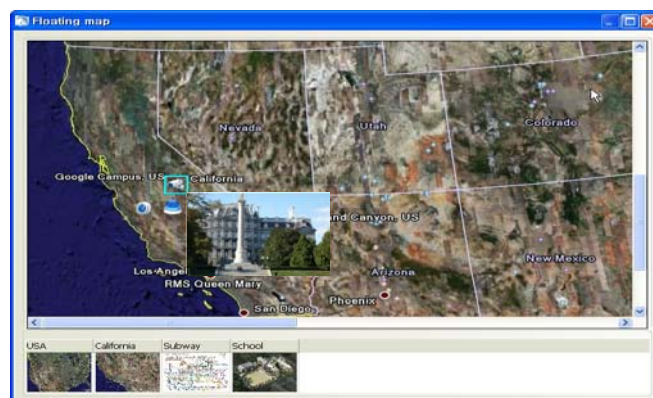 Floating map
Nevada
Utah
Colorado
Google Campus, US
California
and Canyon, US
New Mexico
Los Angel
Arizona
RMS Queen Mary
Phoenix
San Diego
USA
California
Subway
School